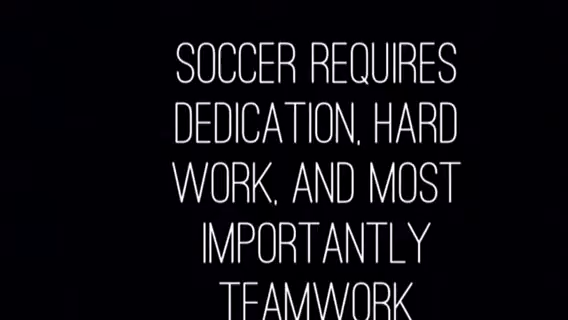 SOCCER REQUIRES
DEDICATION, HARD
WORK, AND MOST
IMPORTANTLY
TEAMWORK